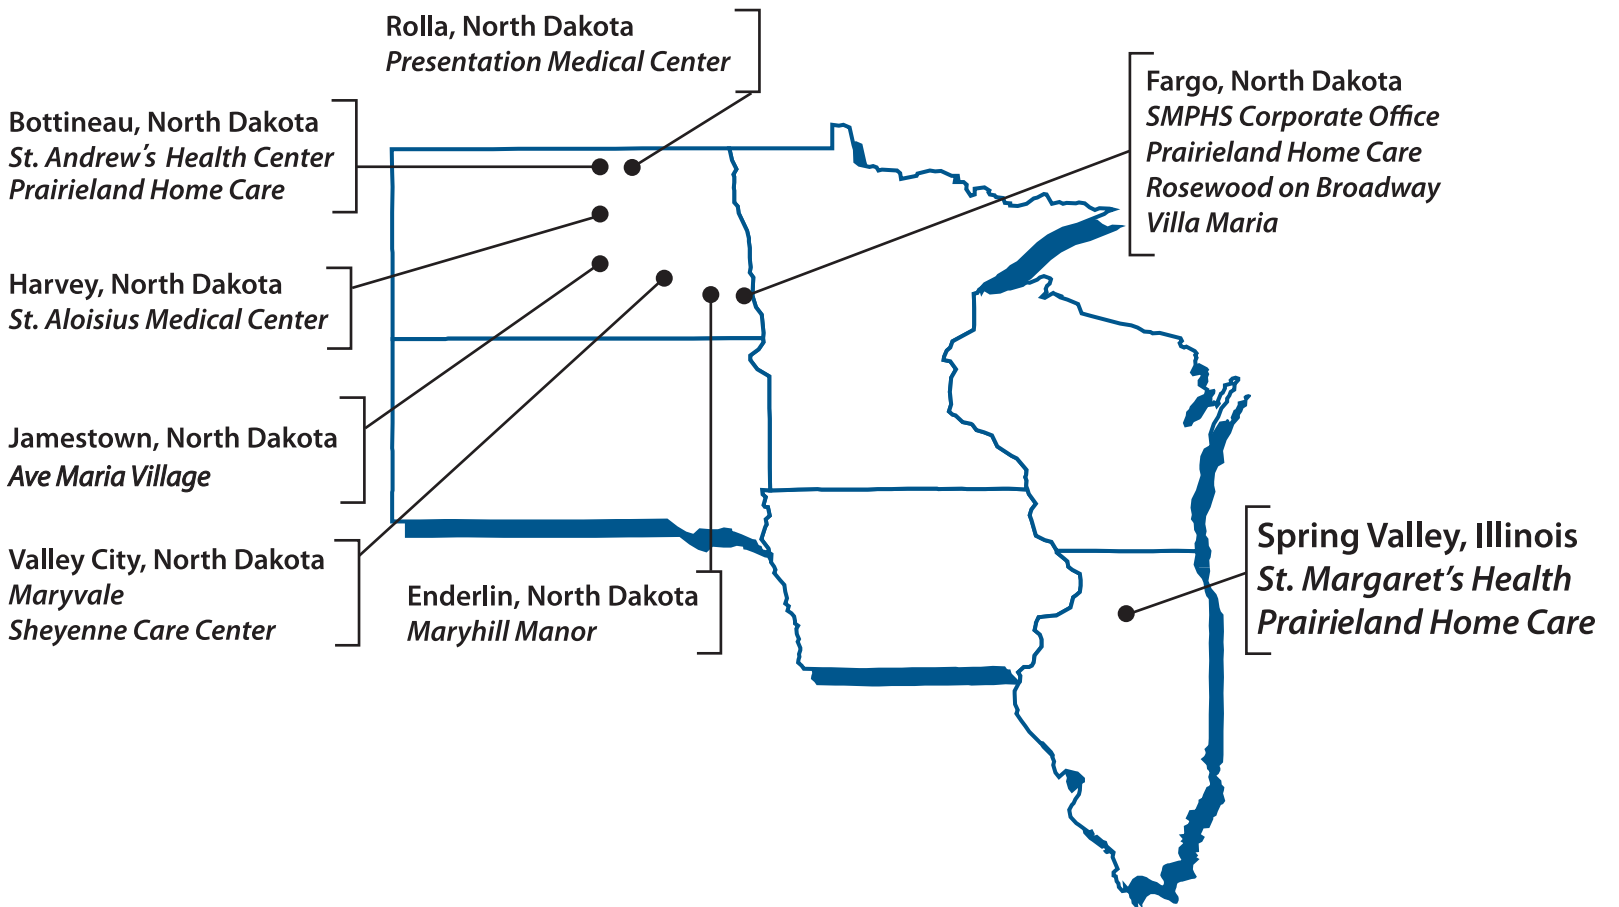 Rolla, North Dakota
Presentation Medical Center
Bottineau, North Dakota
St. Andrew's Health Center
Prairieland Home Care
Harvey, North Dakota
St. Aloisius Medical Center
Jamestown, North Dakota
Ave Maria Village
Valley City, North Dakota
Maryvale
Sheyenne Care Center
Enderlin, North Dakota
Maryhill Manor
Fargo, North Dakota
SMPHS Corporate Office
Prairieland Home Care
Rosewood on Broadway
Villa Maria
Spring Valley, Illinois
St. Margaret's Health
Prairieland Home Care